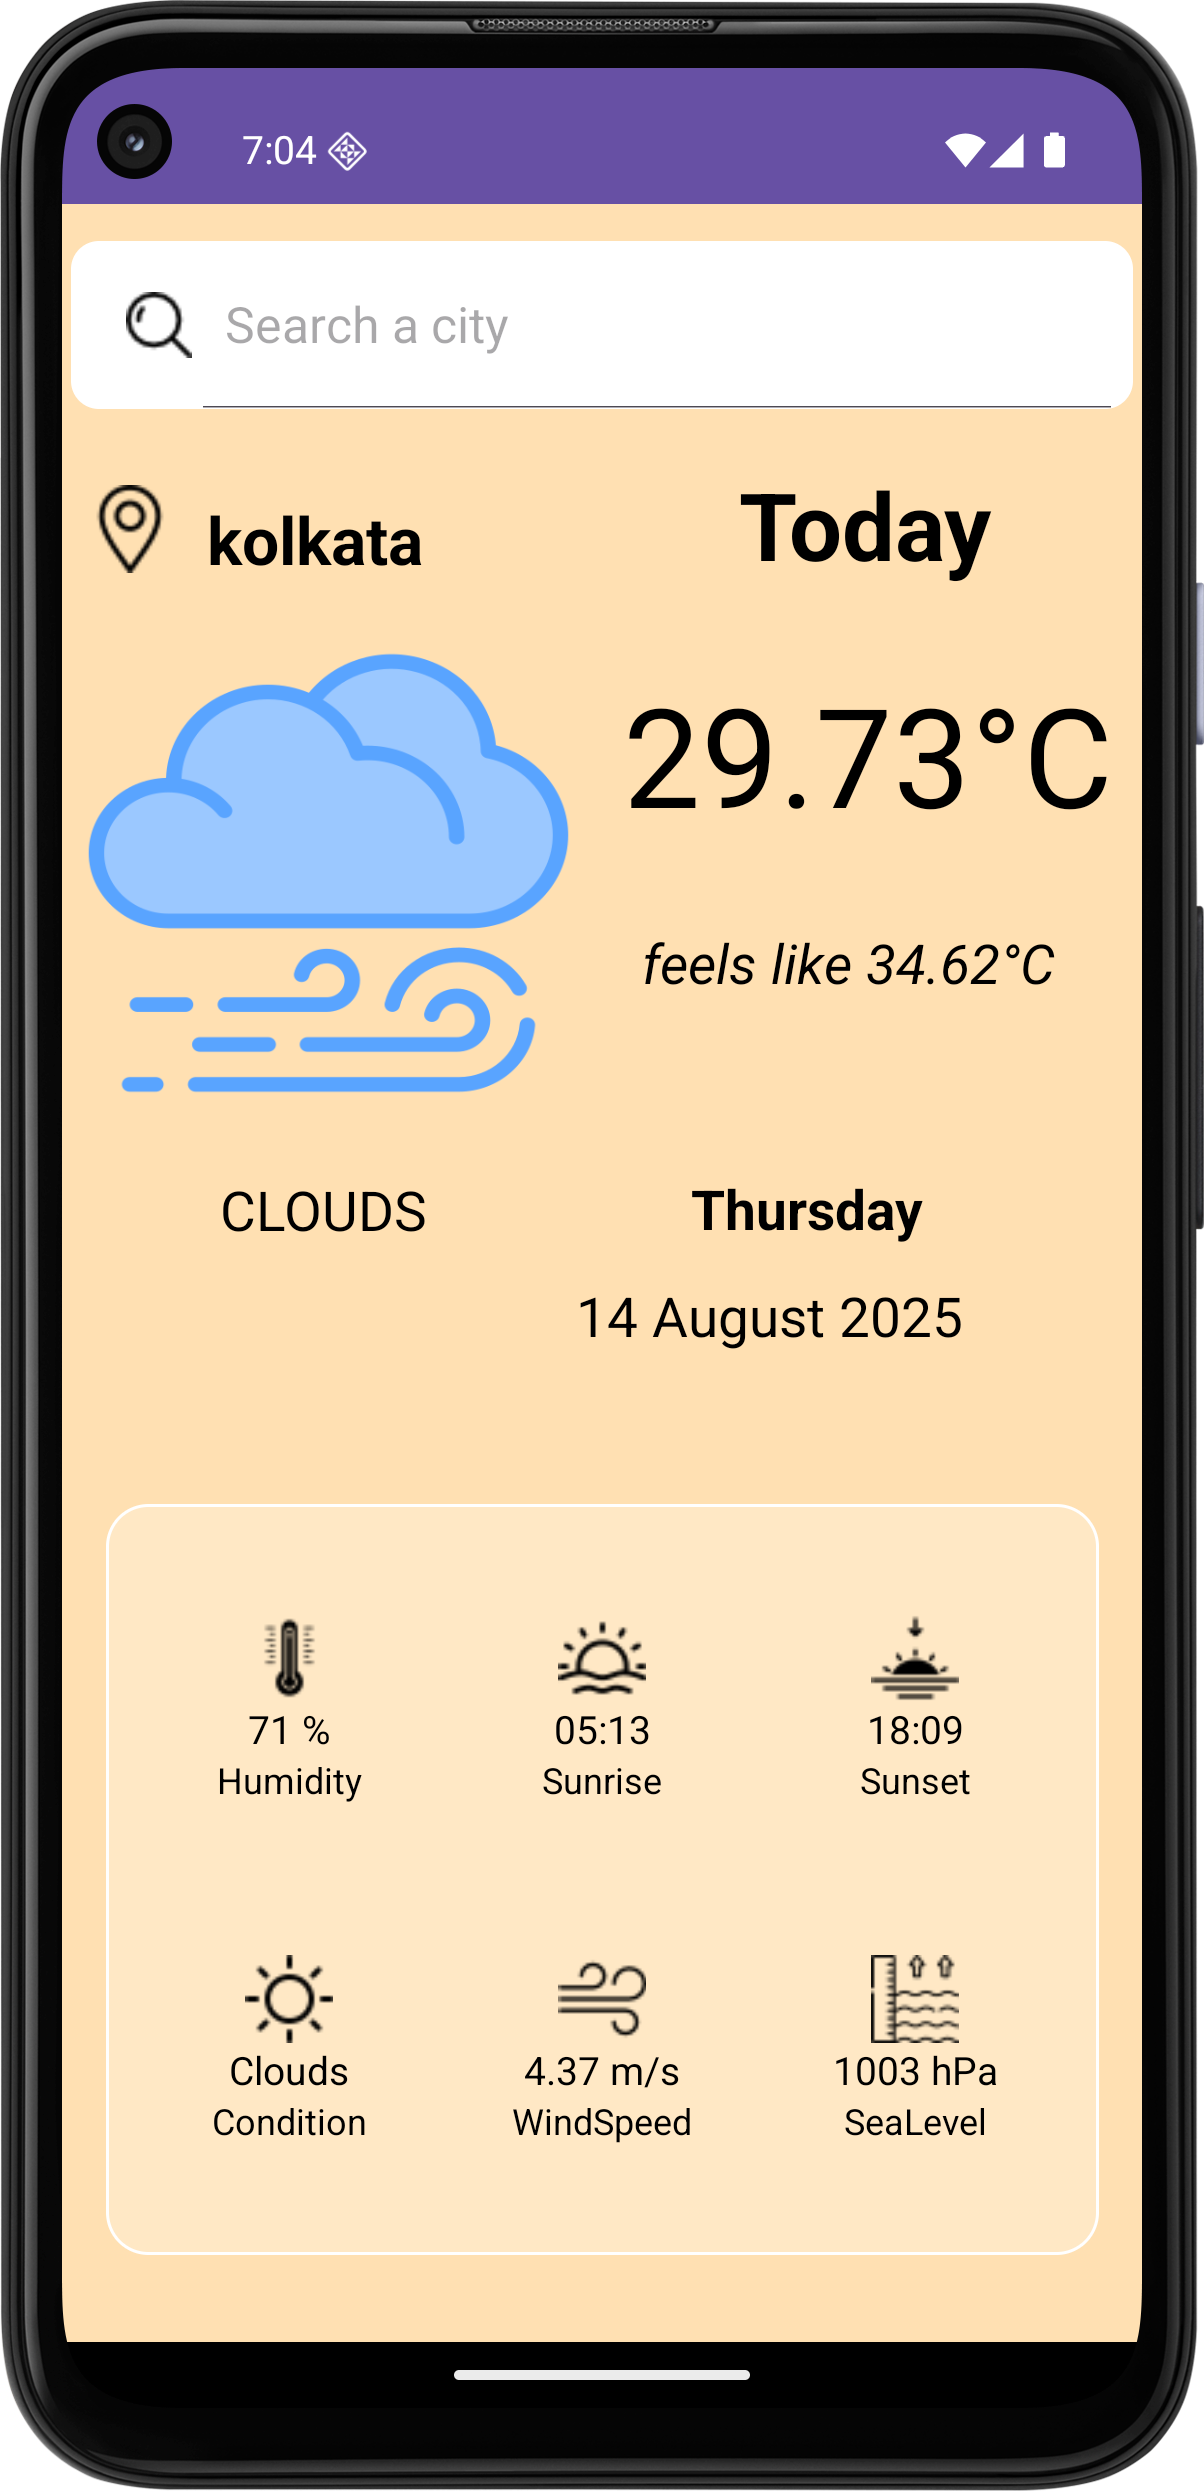 7:04
Search a city
kolkata
Today
29.73°C
feels like 34.62°C
CLOUDS
Thursday
14 August 2025
71 %
Humidity
05:13
Sunrise
18:09
Sunset
Clouds
Condition
4.37 m/s
WindSpeed
1003 hPa
SeaLevel